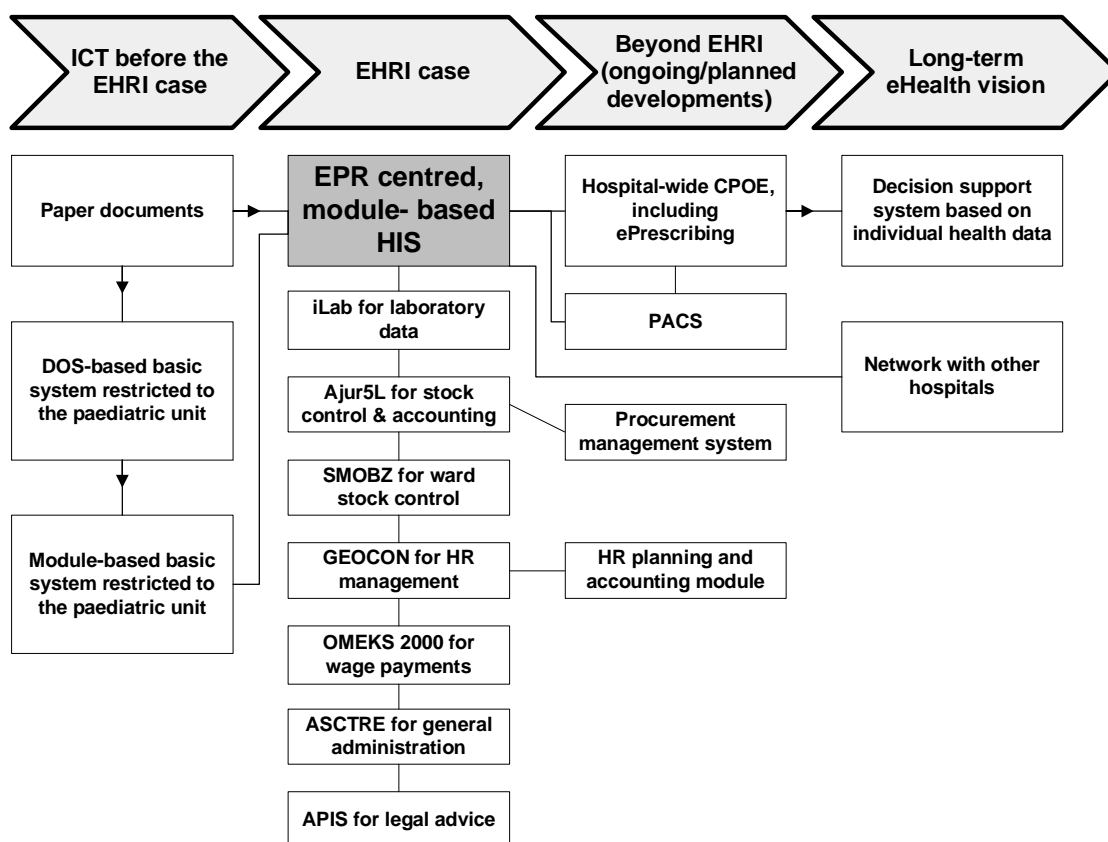 ICT before the
EHRI case
EHRI case
Beyond EHRI
(ongoing/planned
developments)
Long-term
eHealth vision
Paper documents
DOS-based basic
system restricted to
the paediatric unit
Module-based basic
system restricted to
the paediatric unit
EPR centred,
module- based
HIS
iLab for laboratory
data
Ajur5L for stock
control & accounting
SMOBZ for ward
stock control
GEOCON for HR
management
OMEKS 2000 for
wage payments
ASCTRE for general
administration
APIS for legal advice
Hospital-wide CPOE,
including
ePrescribing
PACS
Procurement
management system
HR planning and
accounting module
Decision support
system based on
individual health data
Network with other
hospitals